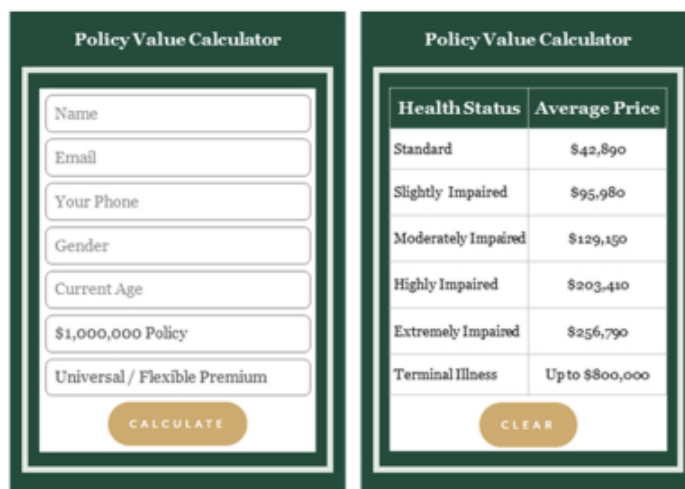 Policy Value Calculator
Name
Email
Your Phone
Gender
Current Age
$1,000,000 Policy
Universal / Flexible Premium
CALCULATE
Policy Value Calculator
Health Status Average Price
Standard $42,890
Slightly Impaired $95,980
Moderately Impaired $129,150
Highly Impaired $203,410
Extremely Impaired $256,790
Terminal Illness Up to $800,000
CLEAR